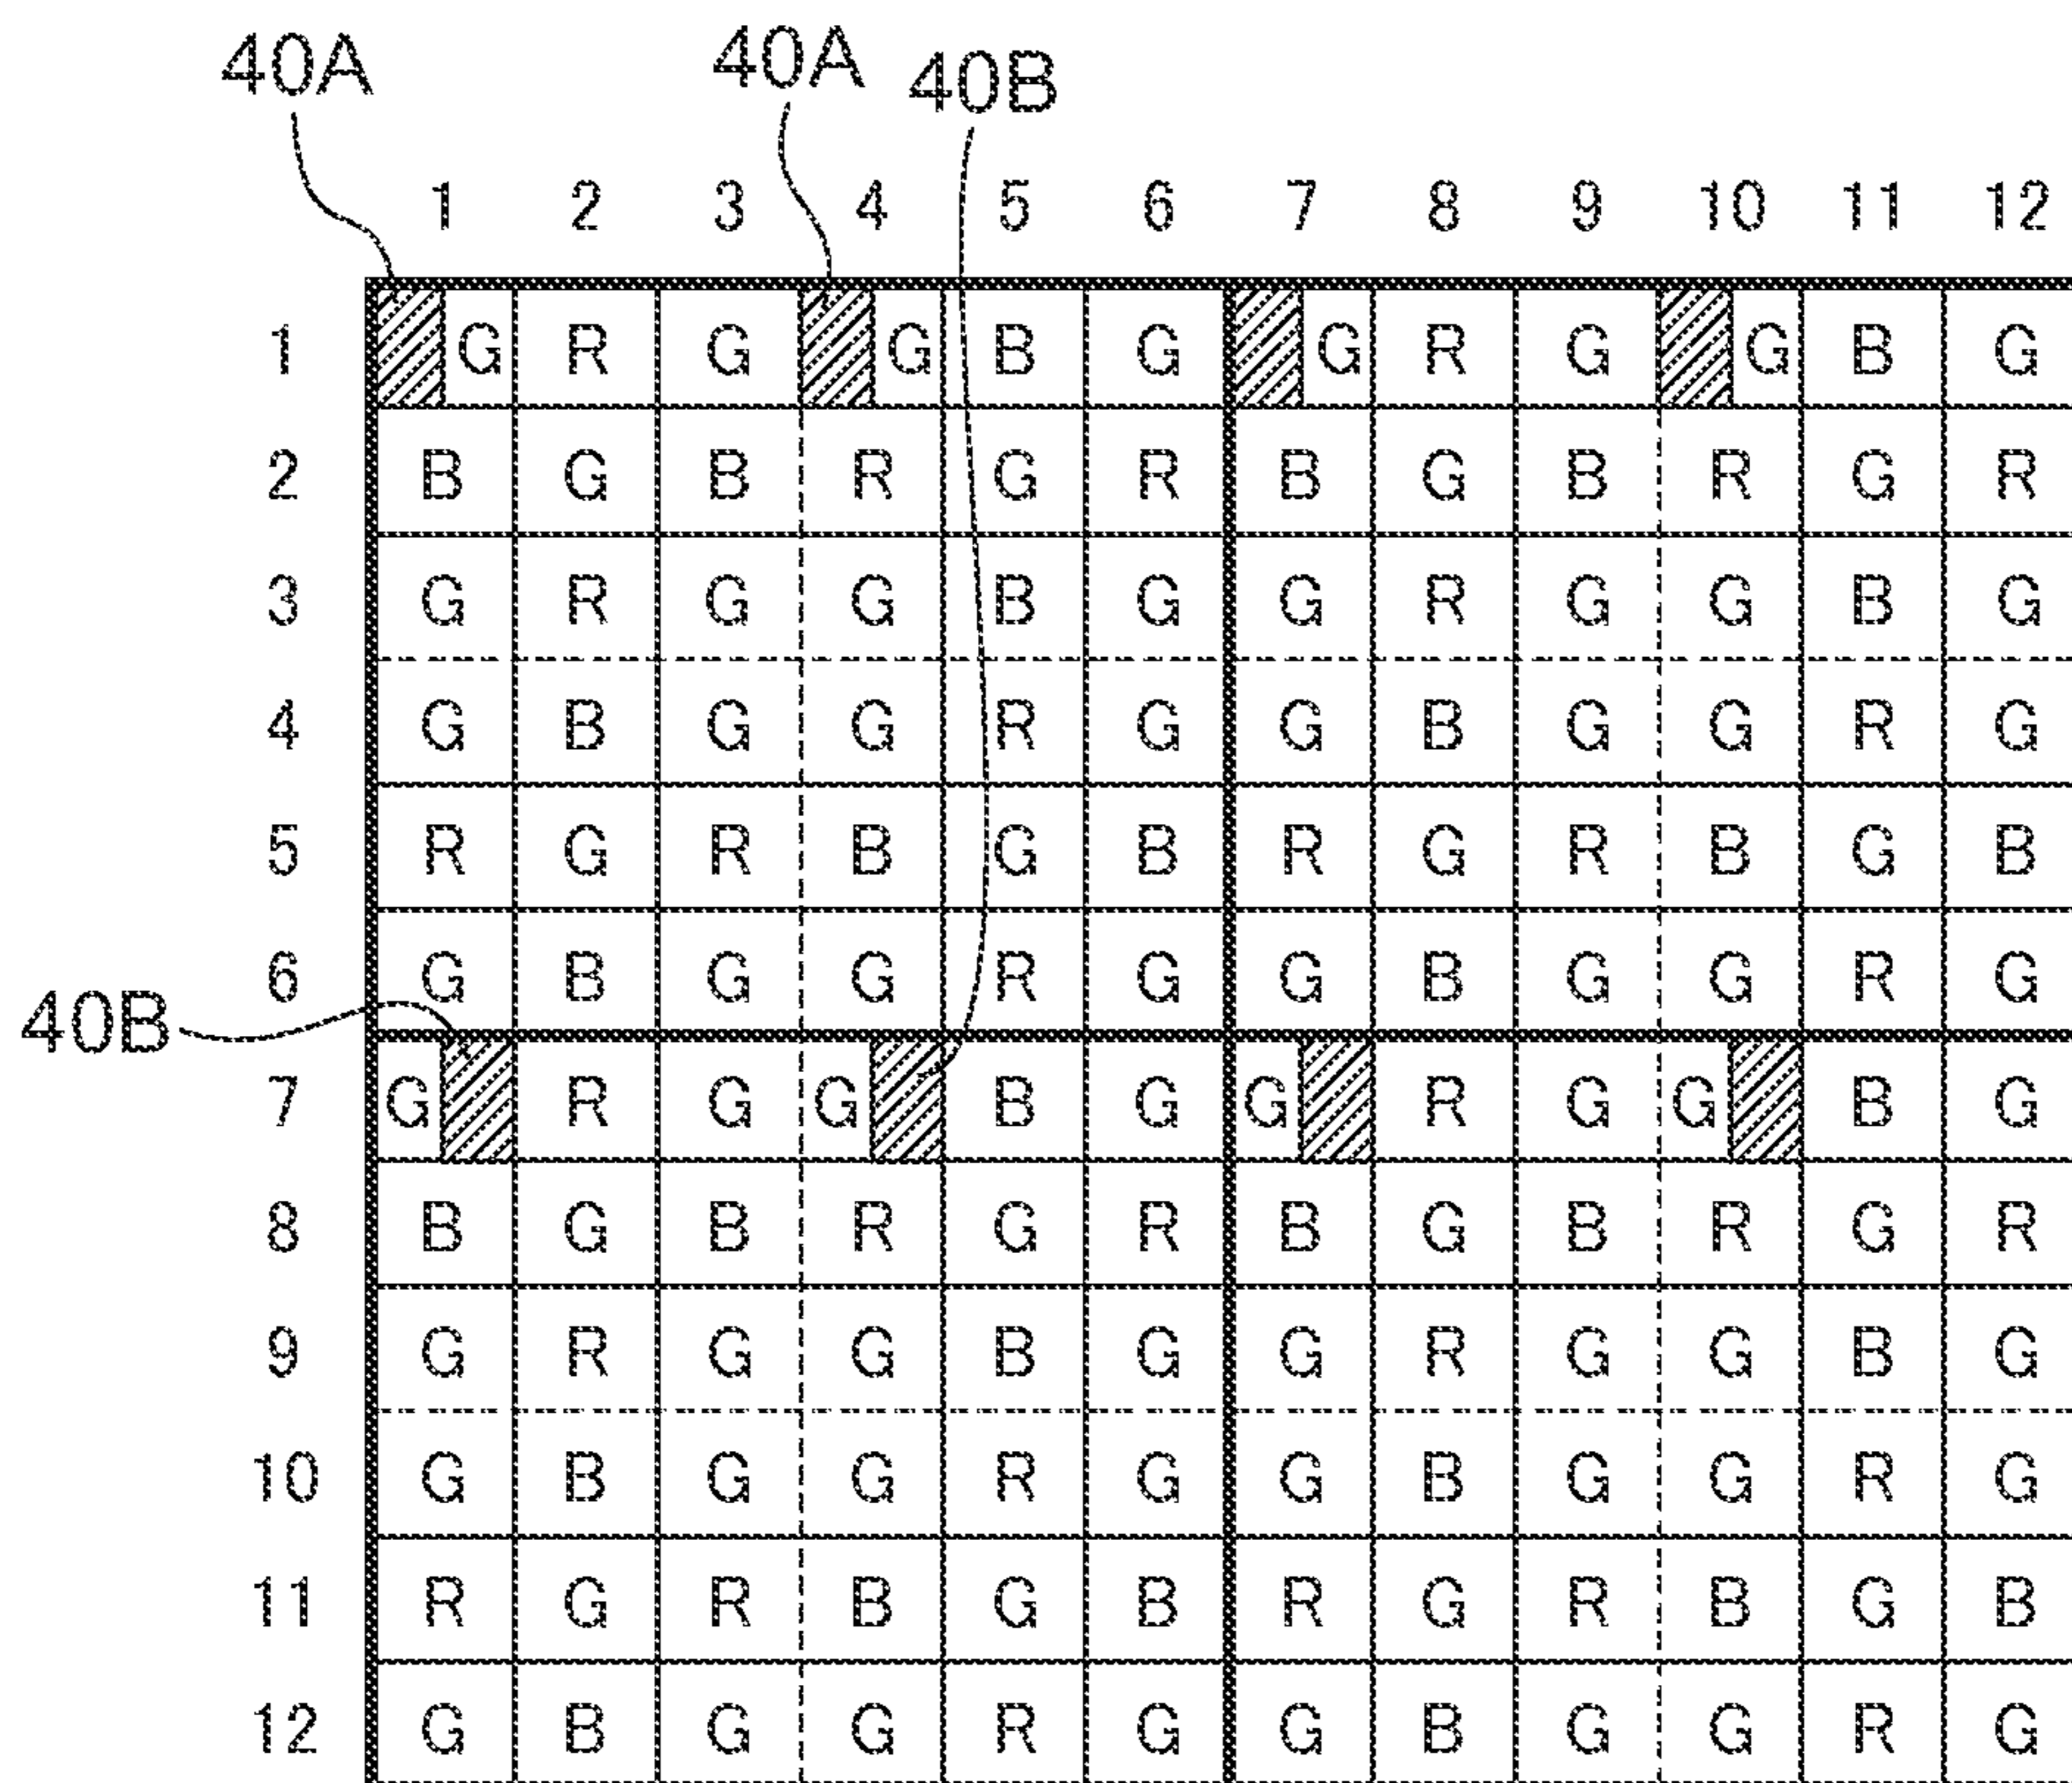 40A 40A 40B
1 2 3 4 5 6 7 8 9 10 11 12
1 G R G G B G G R G G B G
2 B G B R G R B G B R G R
3 G R G G B G G R G G B G
4 G B G G R G G B G G R G
5 R G R B G B R G R B G B
6 G B G G R G G B G G R G
40B
7 G R G G B G G R G G B G
8 B G B R G R B G B R G R
9 G R G G B G G R G G B G
10 G B G G R G G B G G R G
11 R G R B G B R G R B G B
12 G B G G R G G B G G R G